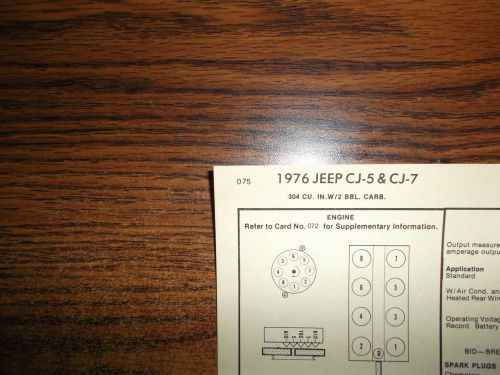 075
1976 JEEP CJ-5 & CJ-7
304 CU. IN. W/2 BBL. CARB.
ENGINE
Refer to Card No. 072 for Supplementary Information.
8 7
6 5
4 3
2 1
Output measure
amperage outpu
Application
Standard
W/Air Cond. and
Heated Rear Win
Operating Voltag
Record Battery
BID—BRE
SPARK PLUGS
Champion